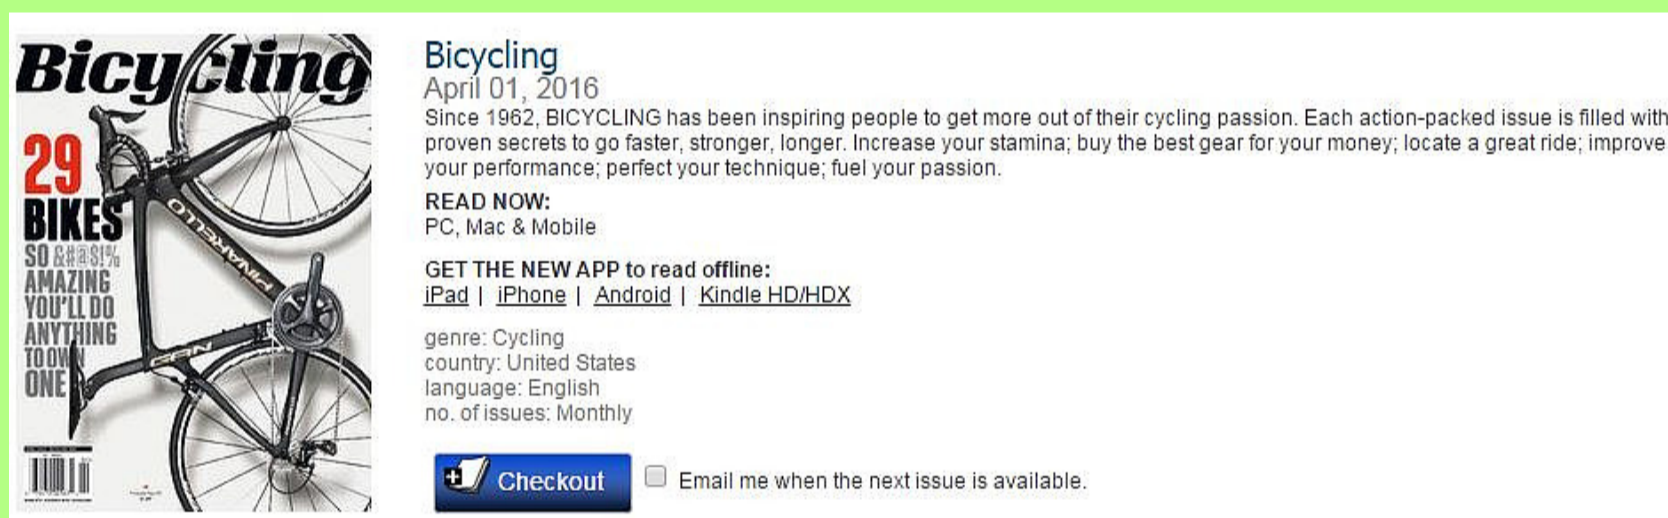 Bicycling
29
BIKES
SO &#@$!%
AMAZING
YOU'LL DO
ANYTHING
TO OWN
ONE
PINARELLO
Bicycling
April 01, 2016
Since 1962, BICYCLING has been inspiring people to get more out of their cycling passion. Each action-packed issue is filled with
proven secrets to go faster, stronger, longer. Increase your stamina; buy the best gear for your money; locate a great ride; improve
your performance; perfect your technique; fuel your passion.
READ NOW:
PC, Mac & Mobile
GET THE NEW APP to read offline:
iPad | iPhone | Android | Kindle HD/HDX
genre: Cycling
country: United States
language: English
no. of issues: Monthly
Checkout
Email me when the next issue is available.